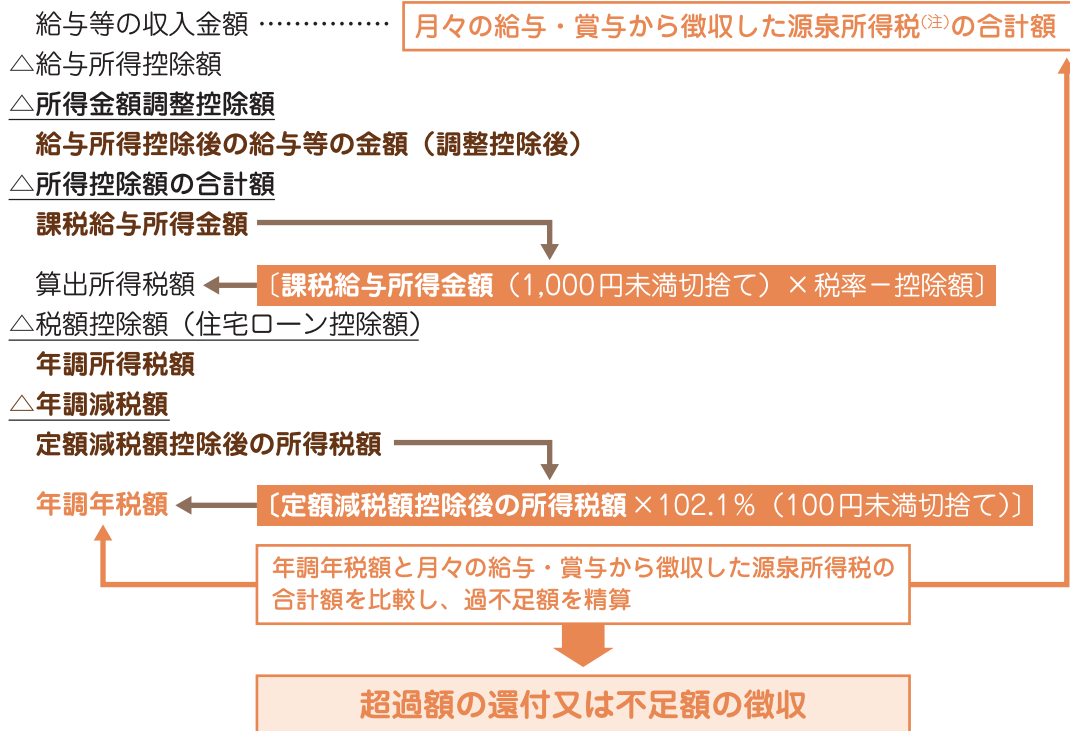 給与等の収入金額 …………… 月々の給与・賞与から徴収した源泉所得税(注)の合計額
△給与所得控除額
△所得金額調整控除額
給与所得控除後の給与等の金額（調整控除後）
△所得控除額の合計額
課税給与所得金額
算出所得税額 〔課税給与所得金額（1,000円未満切捨て）×税率－控除額〕
△税額控除額（住宅ローン控除額）
年調所得税額
△年調減税額
定額減税額控除後の所得税額
年調年税額 〔定額減税額控除後の所得税額×102.1％（100円未満切捨て）〕
年調年税額と月々の給与・賞与から徴収した源泉所得税の
合計額を比較し、過不足額を精算
超過額の還付又は不足額の徴収